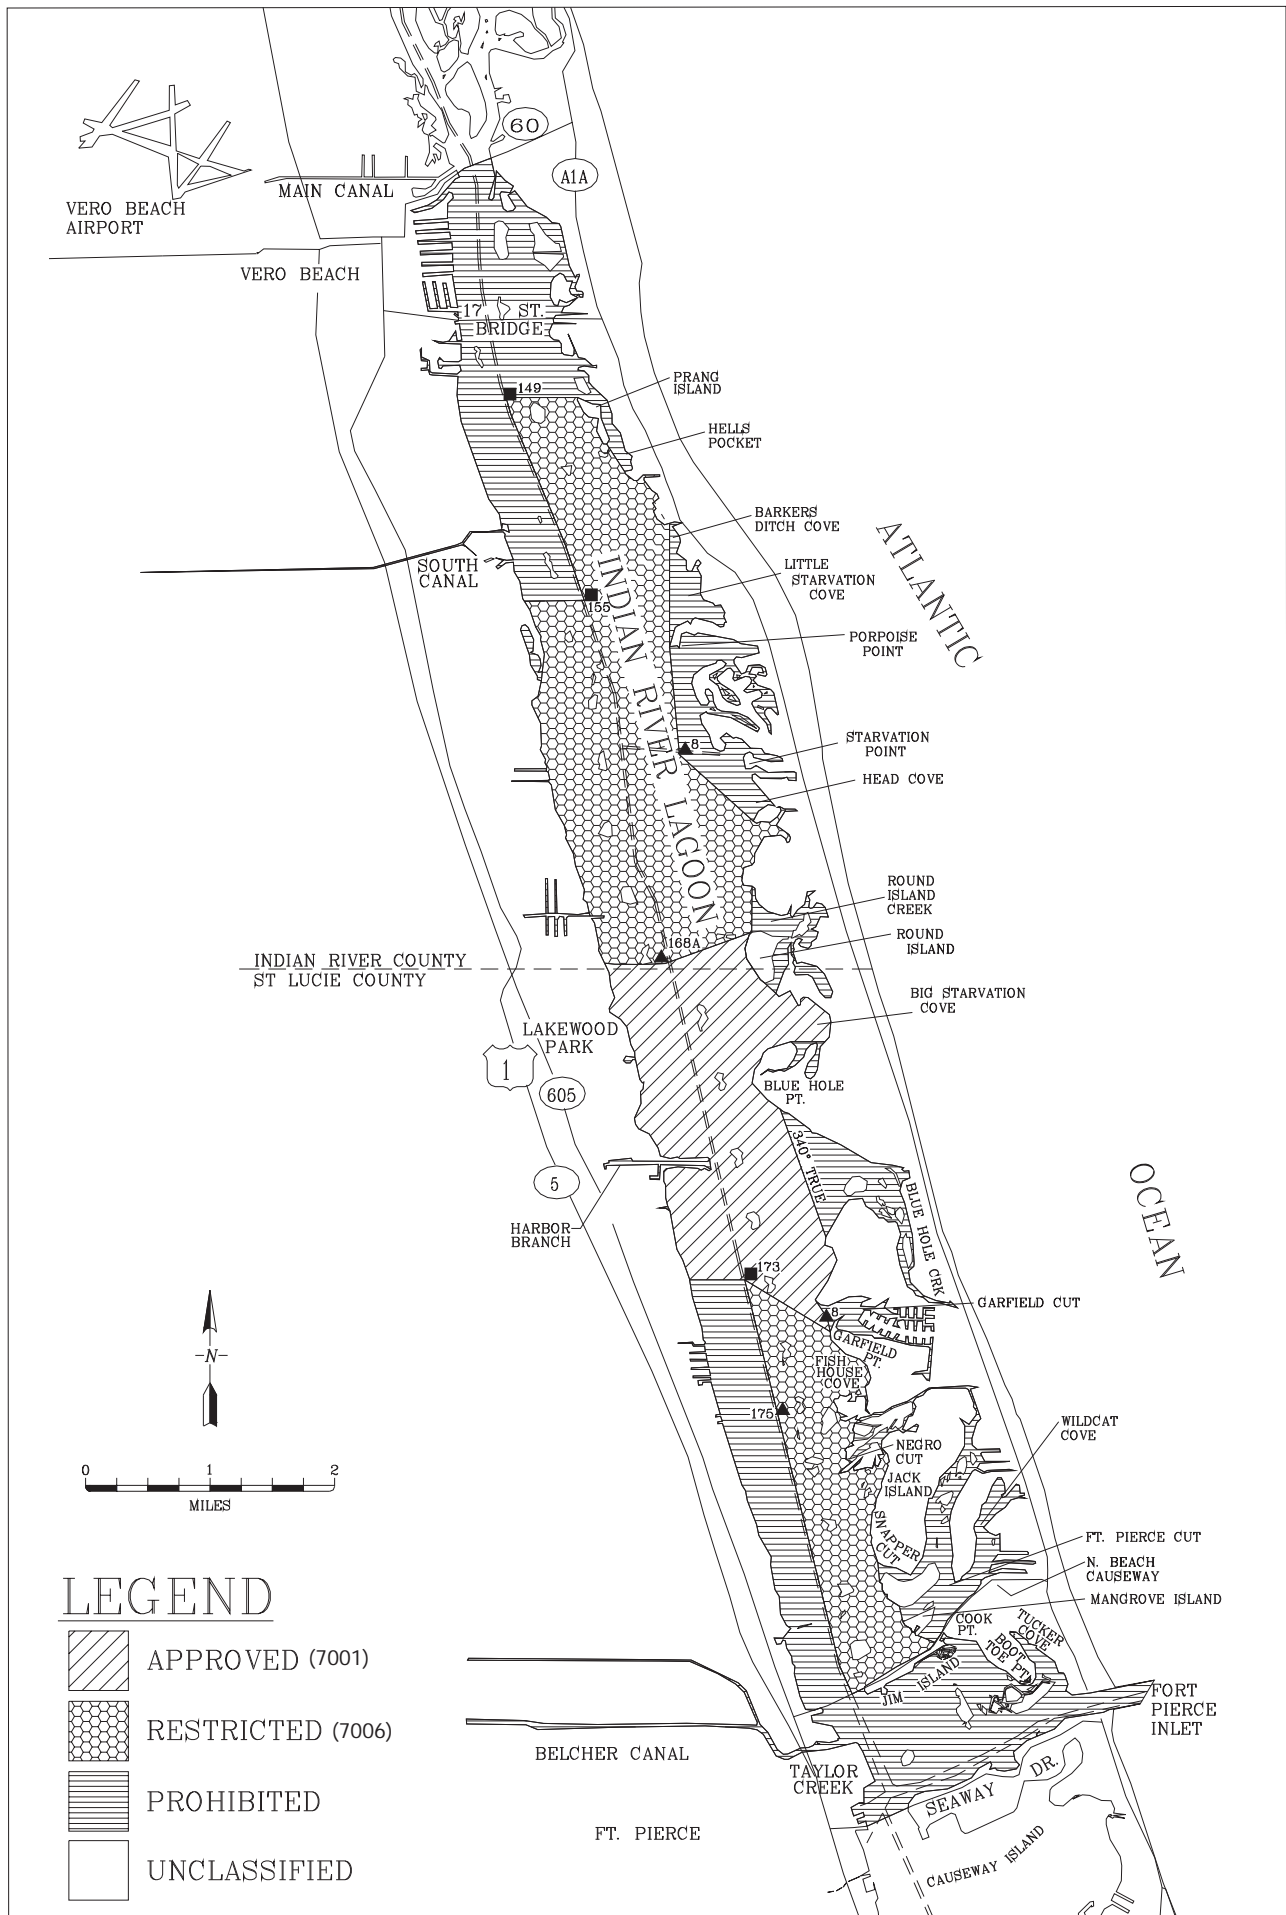 60
A1A
MAIN CANAL
VERO BEACH
AIRPORT
VERO BEACH
17 ST.
BRIDGE
149
PRANG
ISLAND
HELLS
POCKET
BARKERS
DITCH COVE
ATLANTIC
SOUTH
CANAL
LITTLE
STARVATION
COVE
155
INDIAN RIVER LAGOON
PORPOISE
POINT
STARVATION
POINT
8
HEAD COVE
ROUND
ISLAND
CREEK
ROUND
ISLAND
168A
INDIAN RIVER COUNTY
ST LUCIE COUNTY
BIG STARVATION
COVE
LAKEWOOD
PARK
1
605
BLUE HOLE
PT.
340° TRUE
5
BLUE HOLE CRK
OCEAN
HARBOR
BRANCH
173
GARFIELD CUT
8
GARFIELD
PT.
FISH
HOUSE
COVE
-N-
175
WILDCAT
COVE
NEGRO
CUT
JACK
ISLAND
0 1 2
MILES
SNAPPER
CUT
FT. PIERCE CUT
N. BEACH
CAUSEWAY
MANGROVE ISLAND
COOK
PT.
TUCKER
COVE
BOOT
TOE PT.
JIM ISLAND
FORT
PIERCE
INLET
LEGEND
APPROVED (7001)
RESTRICTED (7006)
PROHIBITED
UNCLASSIFIED
BELCHER CANAL
TAYLOR
CREEK
SEAWAY DR.
FT. PIERCE
CAUSEWAY ISLAND